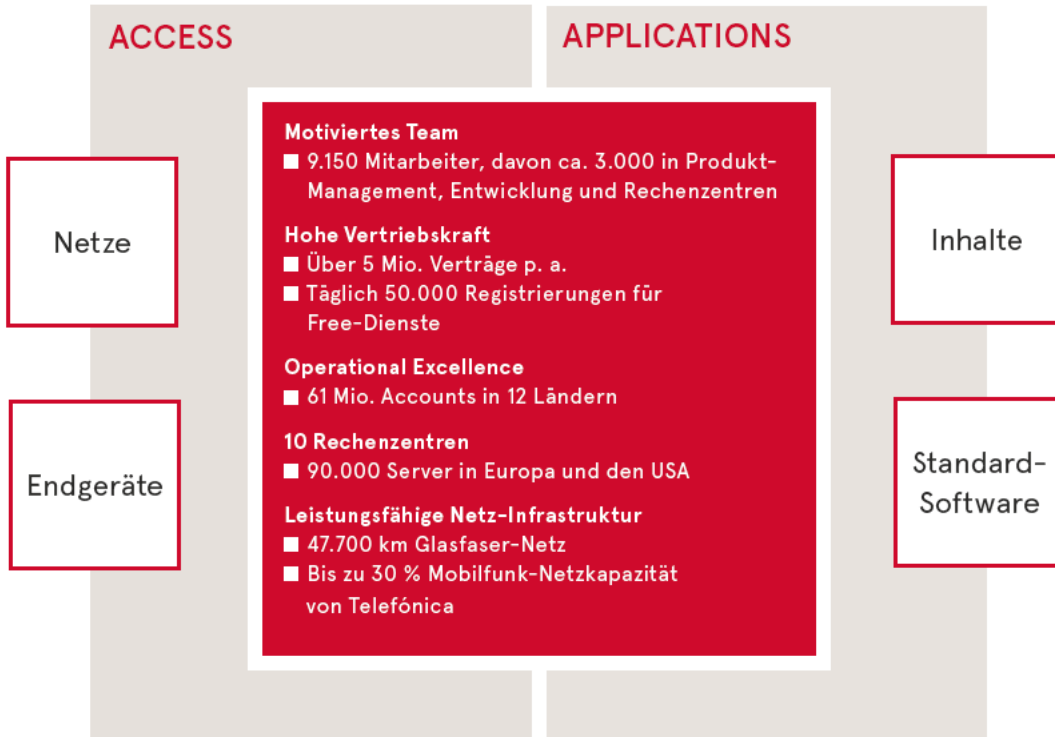 ACCESS
APPLICATIONS
Netze
Endgeräte
Motiviertes Team
9.150 Mitarbeiter, davon ca. 3.000 in Produkt-
Management, Entwicklung und Rechenzentren
Hohe Vertriebskraft
Über 5 Mio. Verträge p. a.
Täglich 50.000 Registrierungen für
Free-Dienste
Operational Excellence
61 Mio. Accounts in 12 Ländern
10 Rechenzentren
90.000 Server in Europa und den USA
Leistungsfähige Netz-Infrastruktur
47.700 km Glasfaser-Netz
Bis zu 30 % Mobilfunk-Netzkapazität
von Telefónica
Inhalte
Standard-
Software